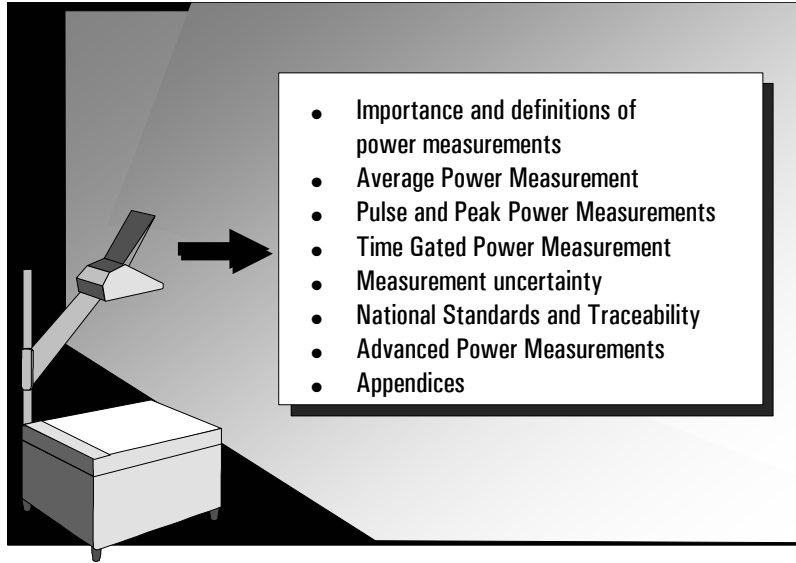 ● Importance and definitions of
power measurements
● Average Power Measurement
● Pulse and Peak Power Measurements
● Time Gated Power Measurement
● Measurement uncertainty
● National Standards and Traceability
● Advanced Power Measurements
● Appendices